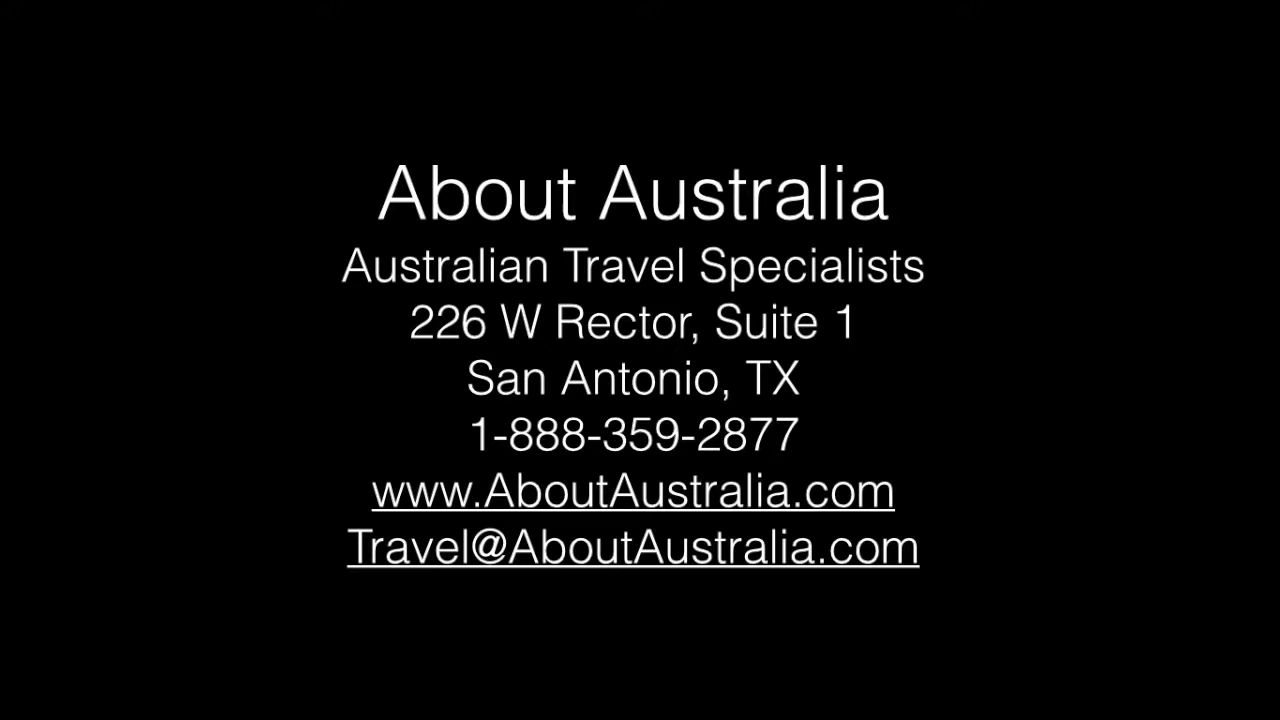 About Australia
Australian Travel Specialists
226 W Rector, Suite 1
San Antonio, TX
1-888-359-2877
www.AboutAustralia.com
Travel@AboutAustralia.com